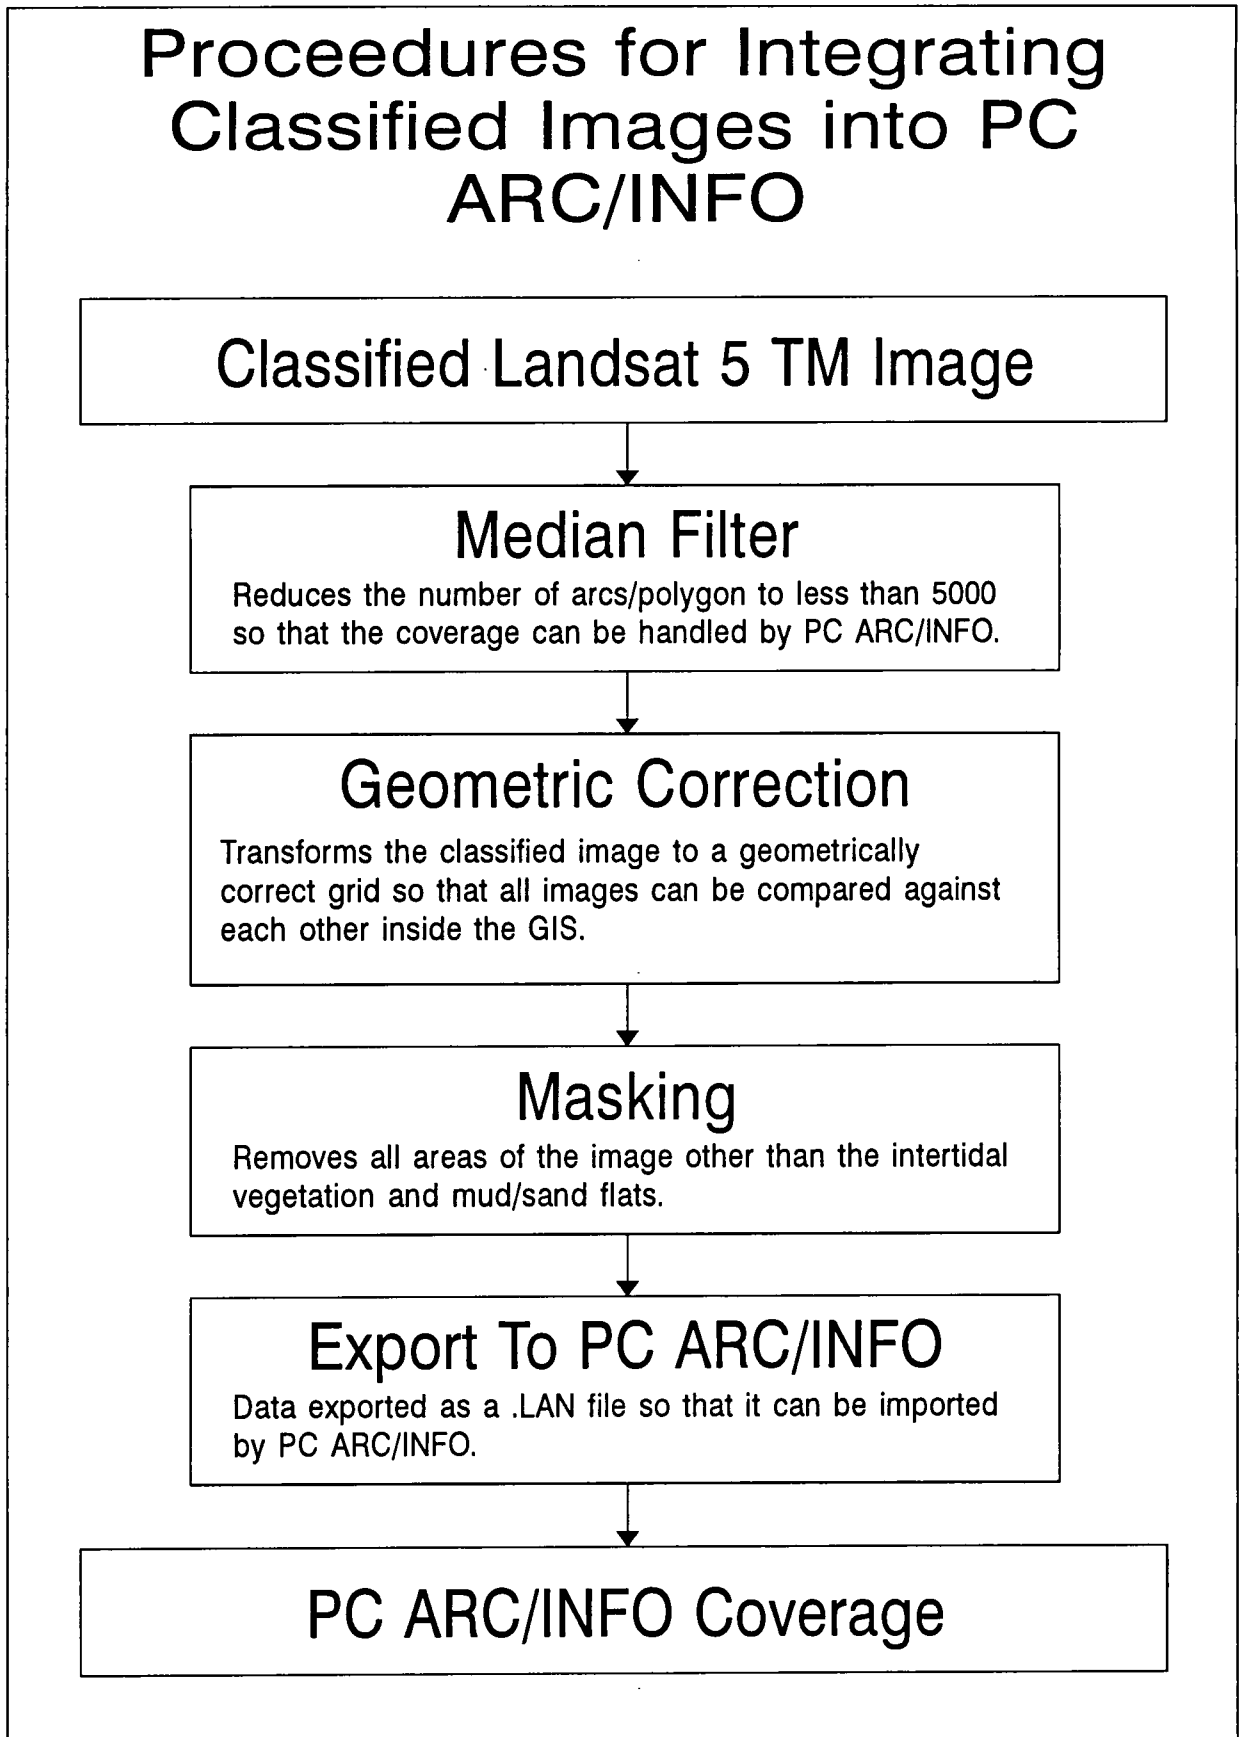 Proceedures for Integrating
Classified Images into PC
ARC/INFO
Classified Landsat 5 TM Image
Median Filter
Reduces the number of arcs/polygon to less than 5000
so that the coverage can be handled by PC ARC/INFO.
Geometric Correction
Transforms the classified image to a geometrically
correct grid so that all images can be compared against
each other inside the GIS.
Masking
Removes all areas of the image other than the intertidal
vegetation and mud/sand flats.
Export To PC ARC/INFO
Data exported as a .LAN file so that it can be imported
by PC ARC/INFO.
PC ARC/INFO Coverage